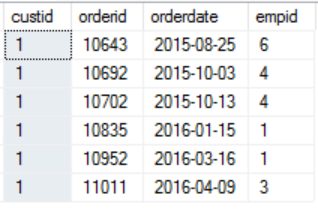 custid orderid orderdate empid
1 10643 2015-08-25 6
1 10692 2015-10-03 4
1 10702 2015-10-13 4
1 10835 2016-01-15 1
1 10952 2016-03-16 1
1 11011 2016-04-09 3